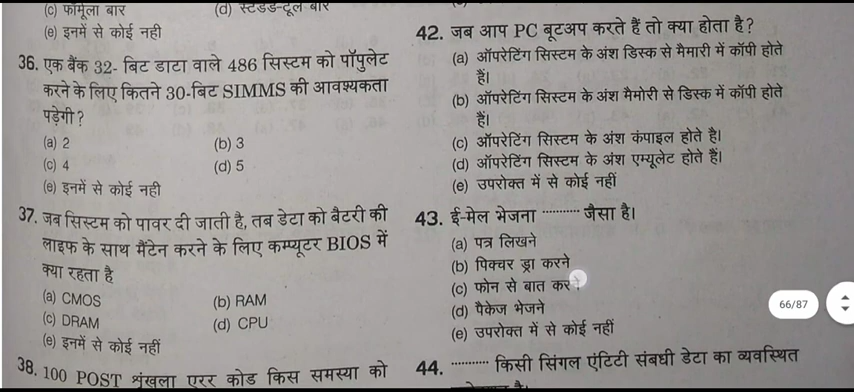 (c) फॉर्मूला बार (d) स्टैंडर्ड-टूल बार
(e) इनमें से कोई नही
36. एक बैंक 32- बिट डाटा वाले 486 सिस्टम को पॉपुलेट
करने के लिए कितने 30-बिट SIMMS की आवश्यकता
पड़ेगी?
(a) 2 (b) 3
(c) 4 (d) 5
(e) इनमें से कोई नही
37. जब सिस्टम को पावर दी जाती है, तब डेटा को बैटरी की
लाइफ के साथ मैंटेन करने के लिए कम्प्यूटर BIOS में
क्या रहता है
(a) CMOS (b) RAM
(c) DRAM (d) CPU
(e) इनमें से कोई नहीं
38. 100 POST शृंखला एरर कोड किस समस्या को
42. जब आप PC बूटअप करते हैं तो क्या होता है?
(a) ऑपरेटिंग सिस्टम के अंश डिस्क से मैमारी में कॉपी होते
हैं।
(b) ऑपरेटिंग सिस्टम के अंश मैमोरी से डिस्क में कॉपी होते
हैं।
(c) ऑपरेटिंग सिस्टम के अंश कंपाइल होते है।
(d) ऑपरेटिंग सिस्टम के अंश एम्यूलेट होते हैं।
(e) उपरोक्त में से कोई नहीं
43. ई-मेल भेजना ........... जैसा है।
(a) पत्र लिखने
(b) पिक्चर ड्रा करने
(c) फोन से बात करने
(d) पैकेज भेजने
(e) उपरोक्त में से कोई नहीं
44. ........... किसी सिंगल एंटिटी संबधी डेटा का व्यवस्थित
66/87